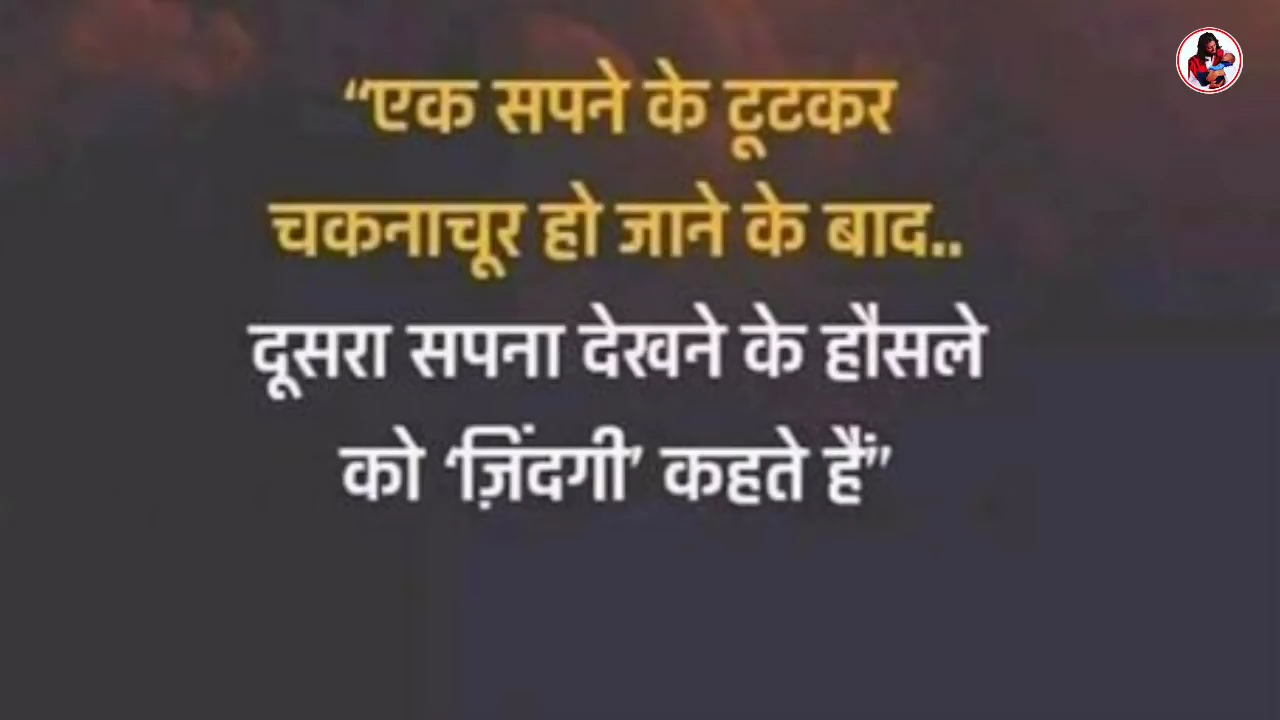 “एक सपने के टूटकर
चकनाचूर हो जाने के बाद..
दूसरा सपना देखने के हौसले
को ‘ज़िंदगी’ कहते हैं”